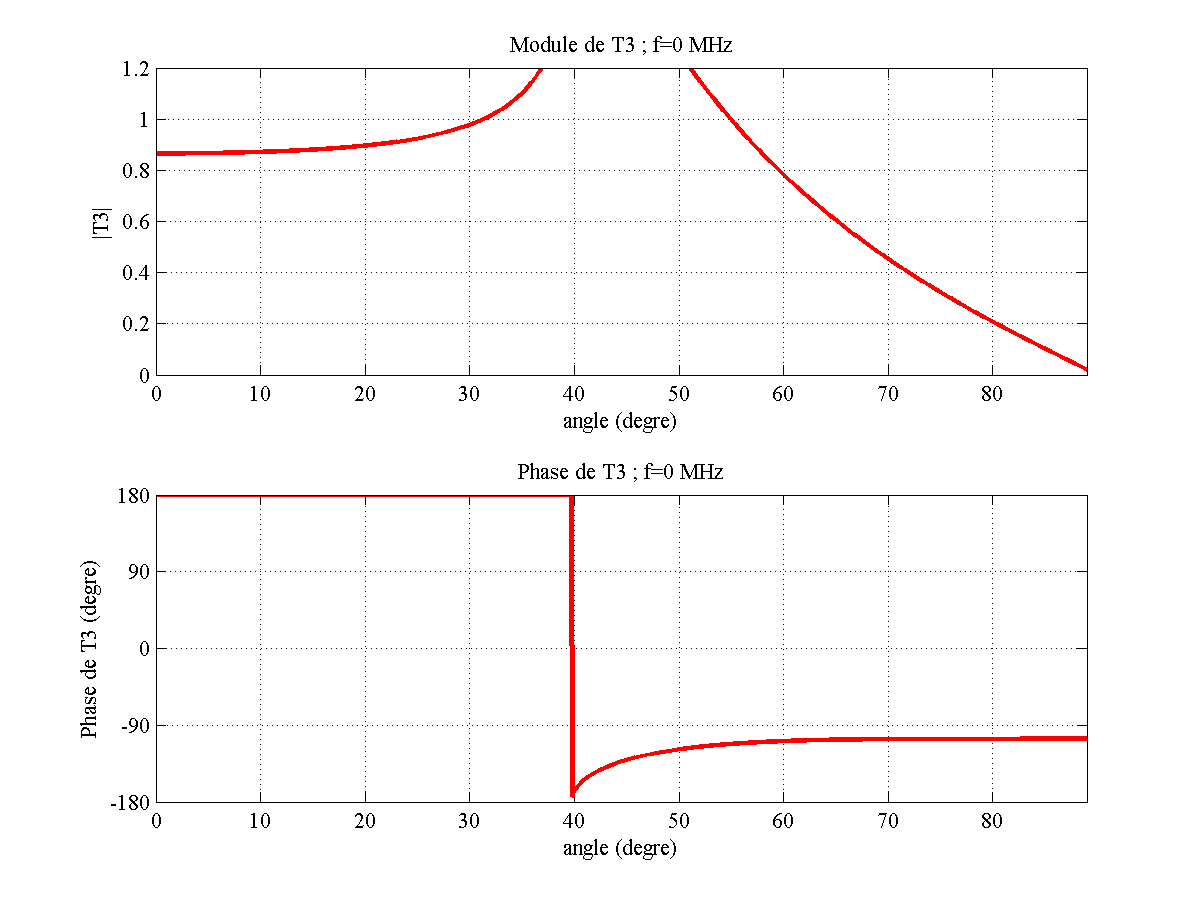 Module de T3 ; f=0 MHz
1.2
1
0.8
0.6
0.4
0.2
0
|T3|
0 10 20 30 40 50 60 70 80
angle (degre)
Phase de T3 ; f=0 MHz
180
90
0
-90
-180
Phase de T3 (degre)
0 10 20 30 40 50 60 70 80
angle (degre)